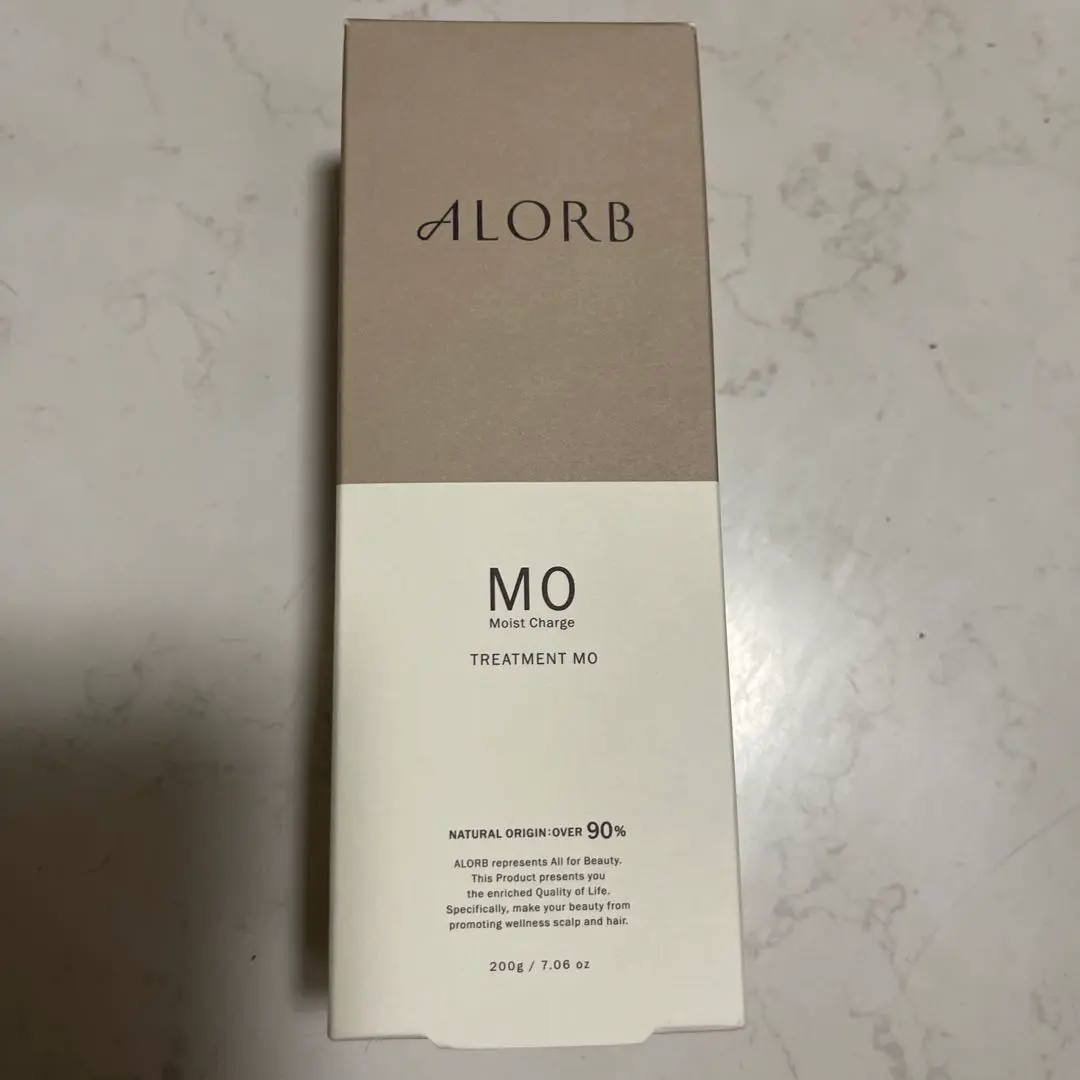 ALORB
MO
Moist Charge
TREATMENT MO
NATURAL ORIGIN:OVER 90%
ALORB represents All for Beauty.
This Product presents you
the enriched Quality of Life.
Specifically, make your beauty from
promoting wellness scalp and hair.
200g / 7.06 oz